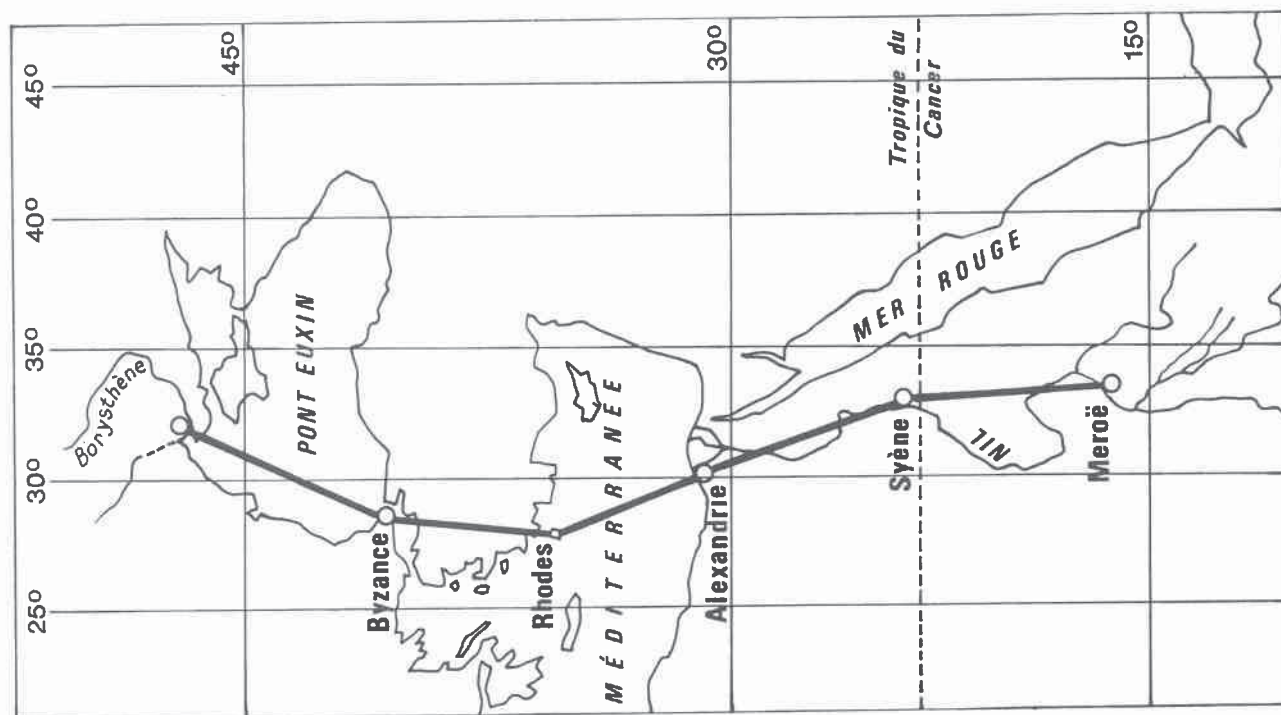 45º
30º
15º
25º
30º
35º
40º
45º
Borysthène
PONT EUXIN
Byzance
Rhodes
MÉDITERRANÉE
Alexandrie
Syène
Tropique du
Cancer
MER ROUGE
NIL
Meroë